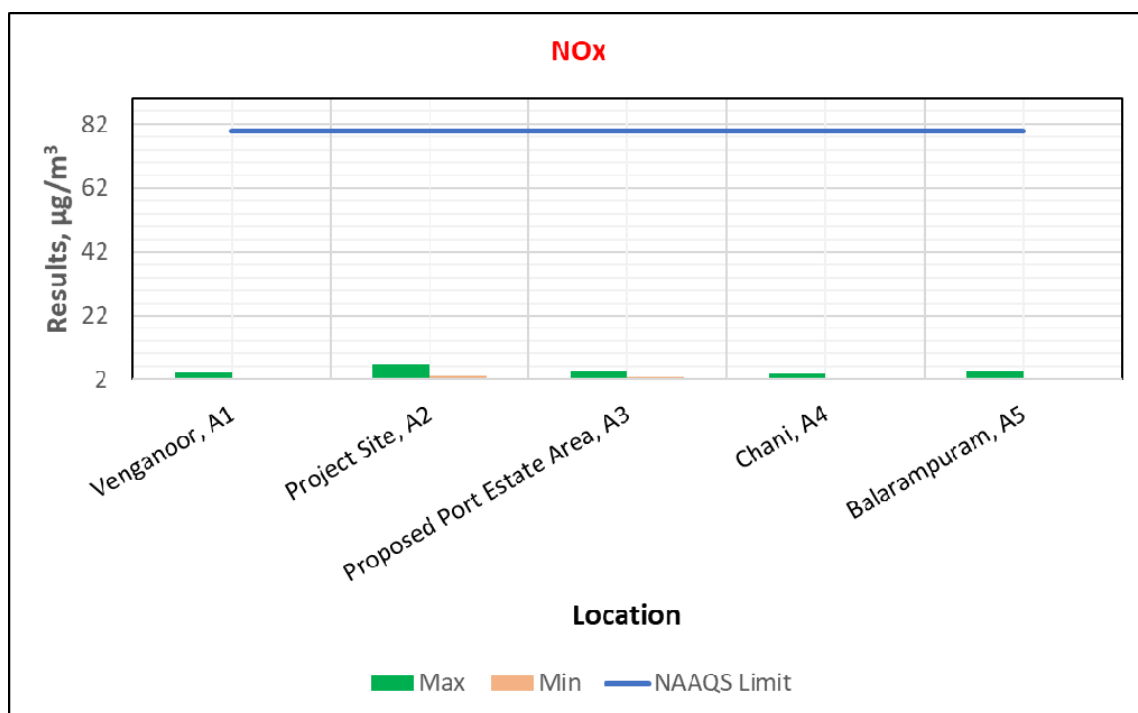 NOx
Results, µg/m³
82
62
42
22
2
Venganoor, A1
Project Site, A2
Proposed Port Estate Area, A3
Chani, A4
Balarampuram, A5
Location
Max Min NAAQS Limit